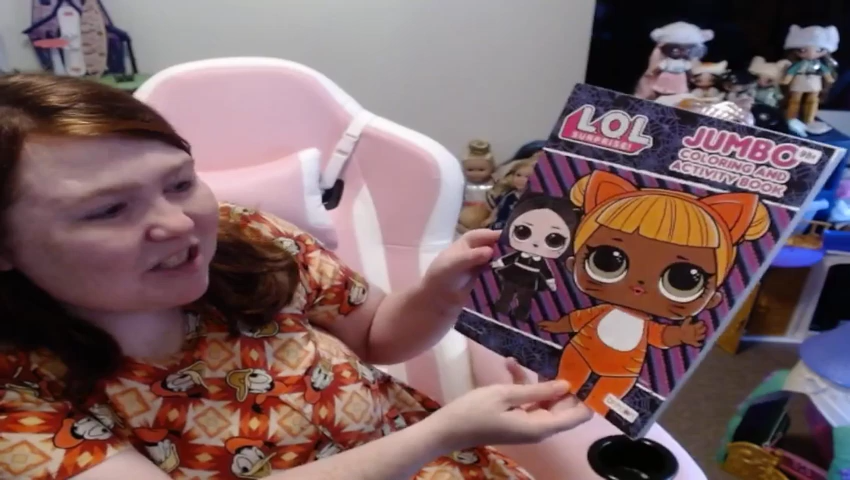 L.O.L.
SURPRISE!
JUMBO
COLORING AND
ACTIVITY BOOK